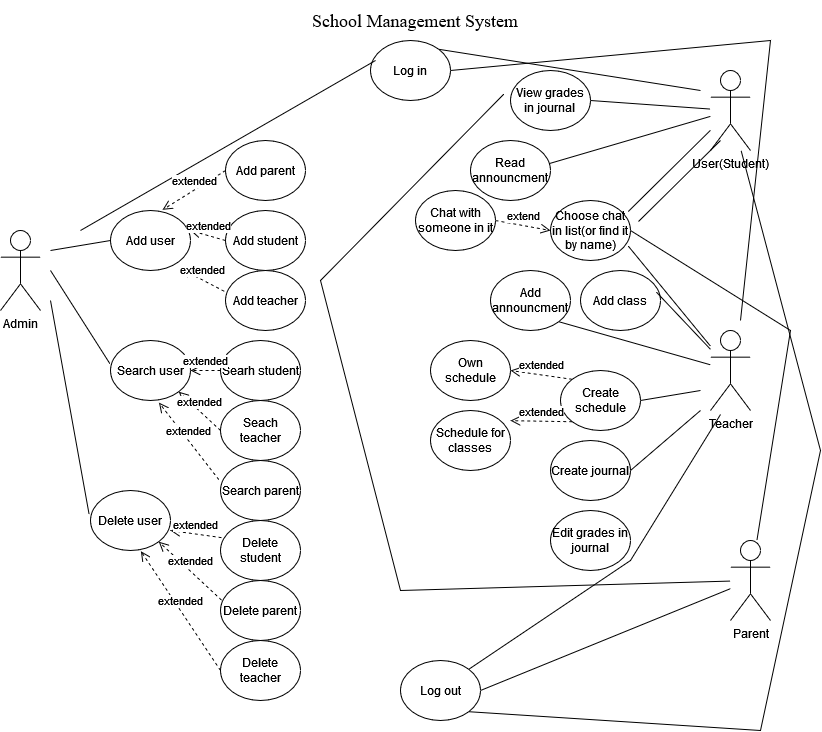 School Management System
Log in
View grades
in journal
User(Student)
Read
announcment
Add parent
extended
Chat with
someone in it
extend
Choose chat
in list(or find it
by name)
Add user
extended
Add student
extended
Add teacher
Admin
Add
announcment
Add class
Search user
extended
Searh student
extended
Seach
teacher
extended
Search parent
Own
schedule
extended
Create
schedule
extended
Schedule for
classes
Teacher
Create journal
Edit grades in
journal
Delete user
extended
Delete
student
extended
Delete parent
extended
Delete
teacher
Parent
Log out